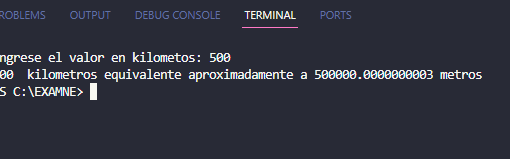 ROBLEMS OUTPUT DEBUG CONSOLE TERMINAL PORTS
ngrese el valor en kilometos: 500
00  kilometros equivalente aproximadamente a 500000.0000000003 metros
S C:\EXAMNE>